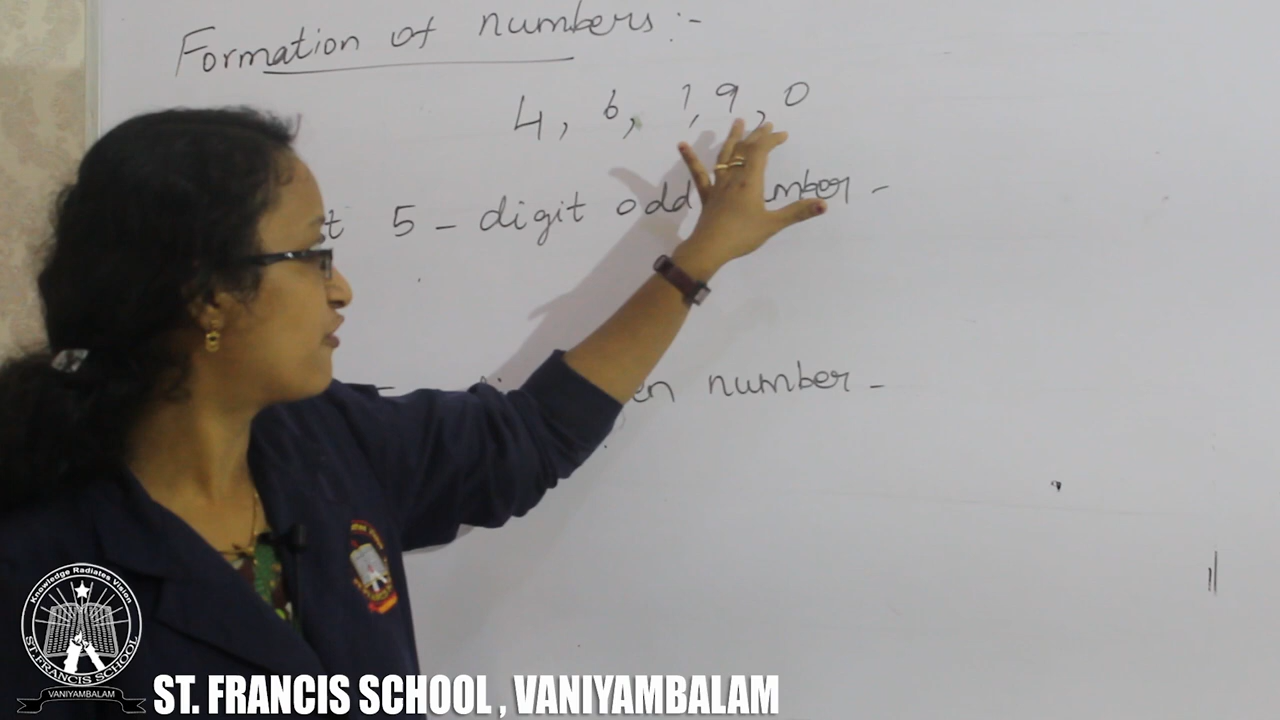 Formation of numbers :-
4, 6, 1, 9, 0
5 - digit odd -
number -
Knowledge Radiates Vision
ST.FRANCIS SCHOOL
VANIYAMBALAM
ST. FRANCIS SCHOOL , VANIYAMBALAM